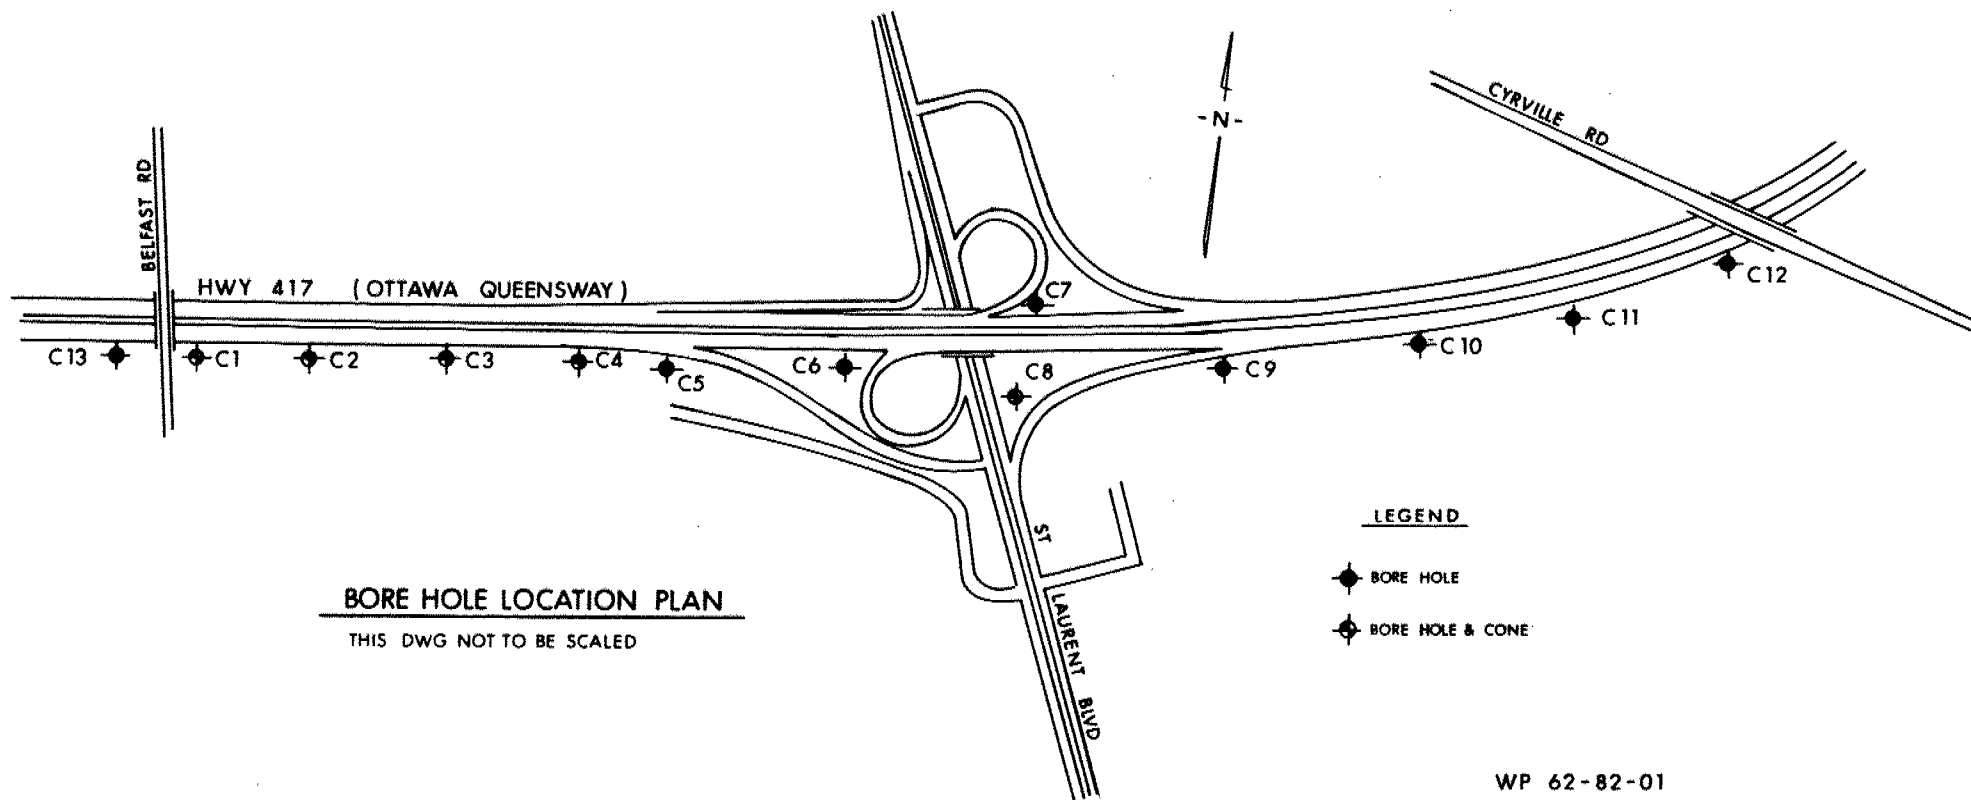 CYRVILLE RD
-N-
BELFAST RD
HWY 417 (OTTAWA QUEENSWAY)
C7
C12
C11
C13
C1
C2
C3
C4
C5
C6
C8
C9
C10
ST LAURENT BLVD
LEGEND
BORE HOLE
BORE HOLE & CONE
BORE HOLE LOCATION PLAN
THIS DWG NOT TO BE SCALED
WP 62-82-01